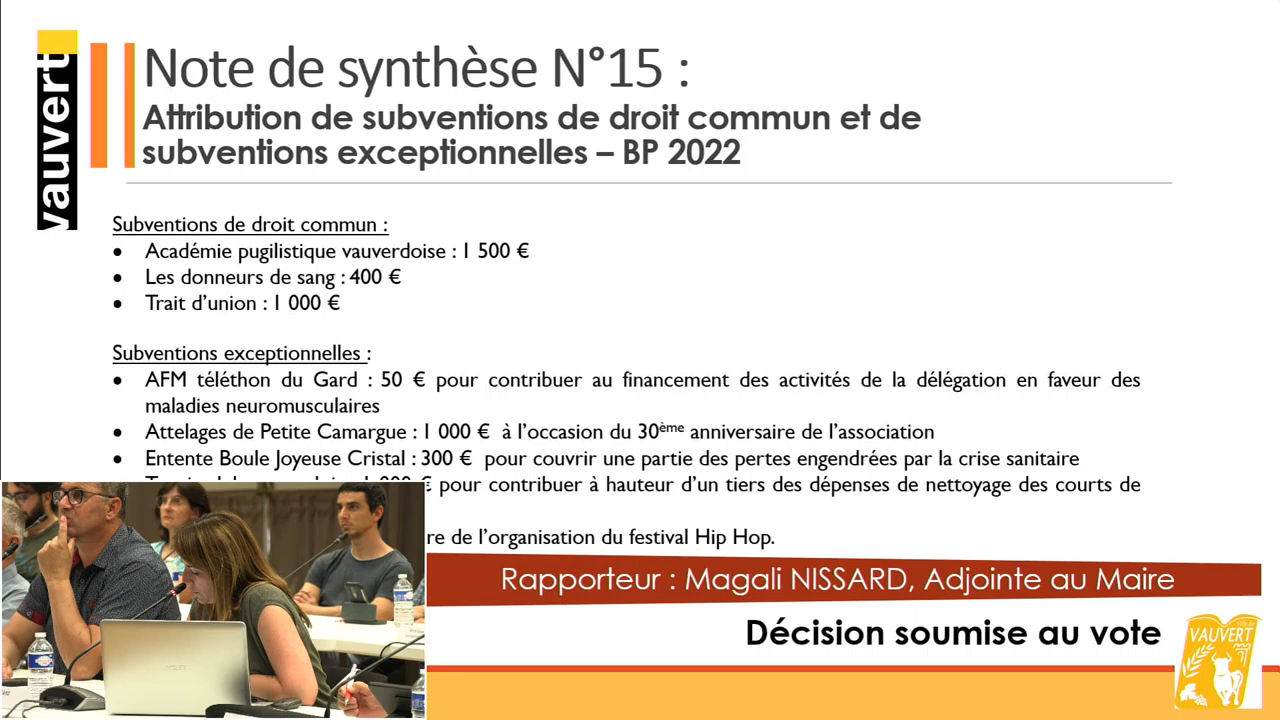 vauvert
Note de synthèse N°15 :
Attribution de subventions de droit commun et de
subventions exceptionnelles – BP 2022
Subventions de droit commun :
• Académie pugilistique vauverdoise : 1 500 €
• Les donneurs de sang : 400 €
• Trait d’union : 1 000 €
Subventions exceptionnelles :
• AFM téléthon du Gard : 50 € pour contribuer au financement des activités de la délégation en faveur des
maladies neuromusculaires
• Attelages de Petite Camargue : 1 000 € à l’occasion du 30ème anniversaire de l’association
• Entente Boule Joyeuse Cristal : 300 € pour couvrir une partie des pertes engendrées par la crise sanitaire
€ pour contribuer à hauteur d’un tiers des dépenses de nettoyage des courts de
re de l’organisation du festival Hip Hop.
Rapporteur : Magali NISSARD, Adjointe au Maire
Décision soumise au vote
Ville de
VAUVERT